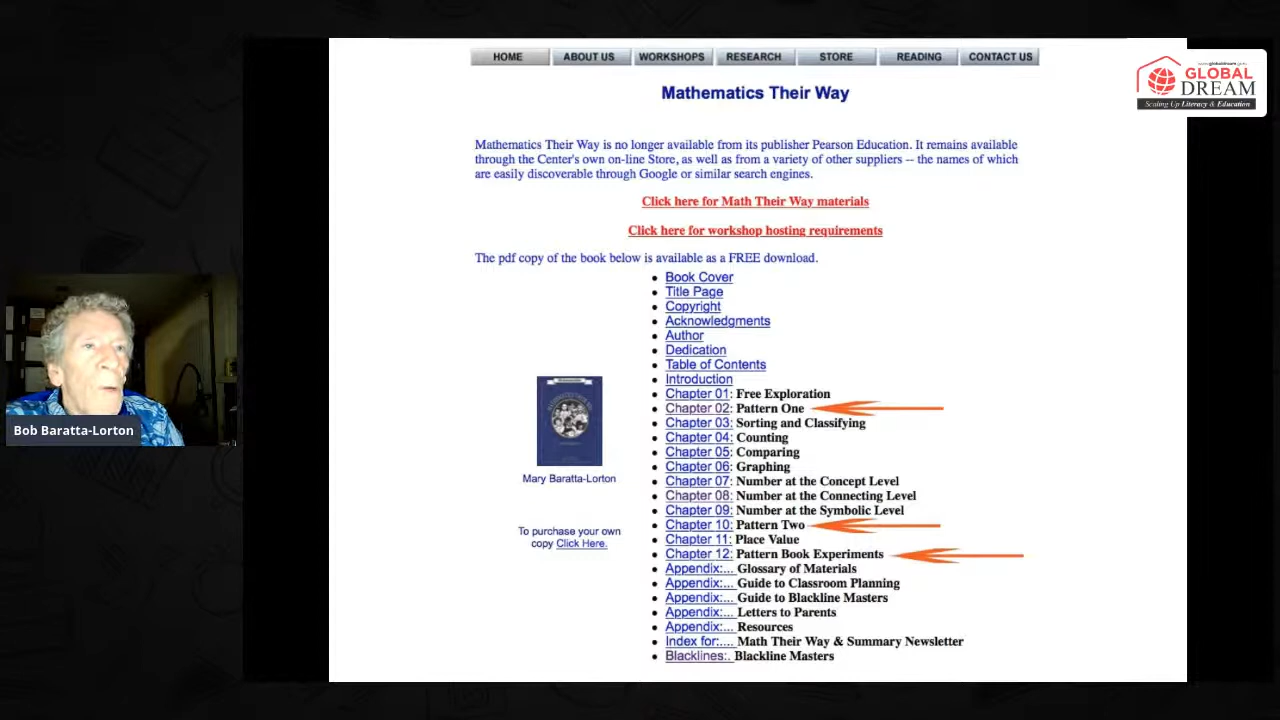 HOME ABOUT US WORKSHOPS RESEARCH STORE READING CONTACT US
GLOBAL
DREAM
Scaling Up Literacy & Education
Mathematics Their Way
Mathematics Their Way is no longer available from its publisher Pearson Education. It remains available
through the Center's own on-line Store, as well as from a variety of other suppliers -- the names of which
are easily discoverable through Google or similar search engines.
Click here for Math Their Way materials
Click here for workshop hosting requirements
The pdf copy of the book below is available as a FREE download.
Book Cover
Title Page
Copyright
Acknowledgments
Author
Dedication
Table of Contents
Introduction
Chapter 01: Free Exploration
Chapter 02: Pattern One
Chapter 03: Sorting and Classifying
Chapter 04: Counting
Chapter 05: Comparing
Chapter 06: Graphing
Chapter 07: Number at the Concept Level
Chapter 08: Number at the Connecting Level
Chapter 09: Number at the Symbolic Level
Chapter 10: Pattern Two
Chapter 11: Place Value
Chapter 12: Pattern Book Experiments
Appendix:... Glossary of Materials
Appendix:... Guide to Classroom Planning
Appendix:... Guide to Blackline Masters
Appendix:... Letters to Parents
Appendix:... Resources
Index for:.... Math Their Way & Summary Newsletter
Blacklines:. Blackline Masters
Mary Baratta-Lorton
To purchase your own
copy Click Here.
Bob Baratta-Lorton